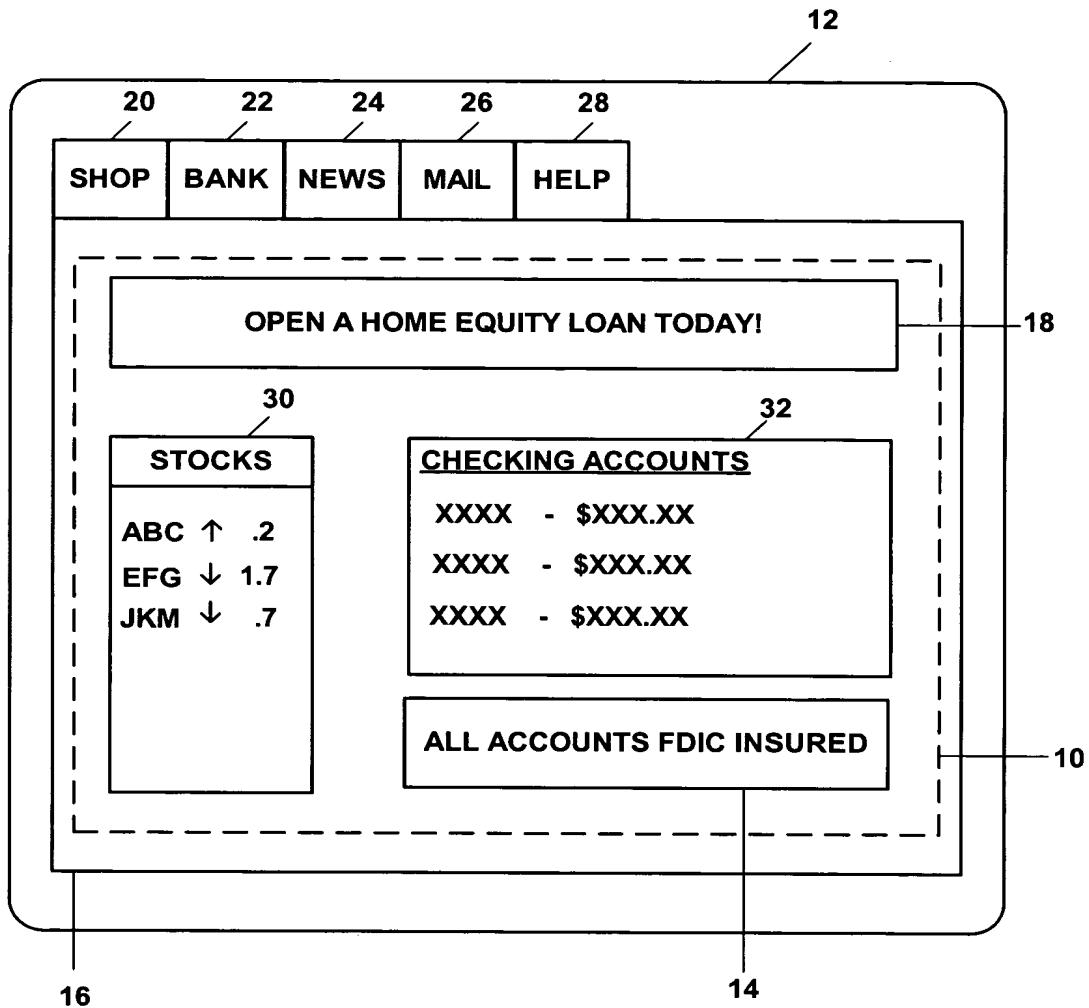 12
20 22 24 26 28
SHOP BANK NEWS MAIL HELP
OPEN A HOME EQUITY LOAN TODAY!
18
30
STOCKS
ABC ↑ .2
EFG ↓ 1.7
JKM ↓ .7
32
CHECKING ACCOUNTS
XXXX - $XXX.XX
XXXX - $XXX.XX
XXXX - $XXX.XX
ALL ACCOUNTS FDIC INSURED
10
16
14